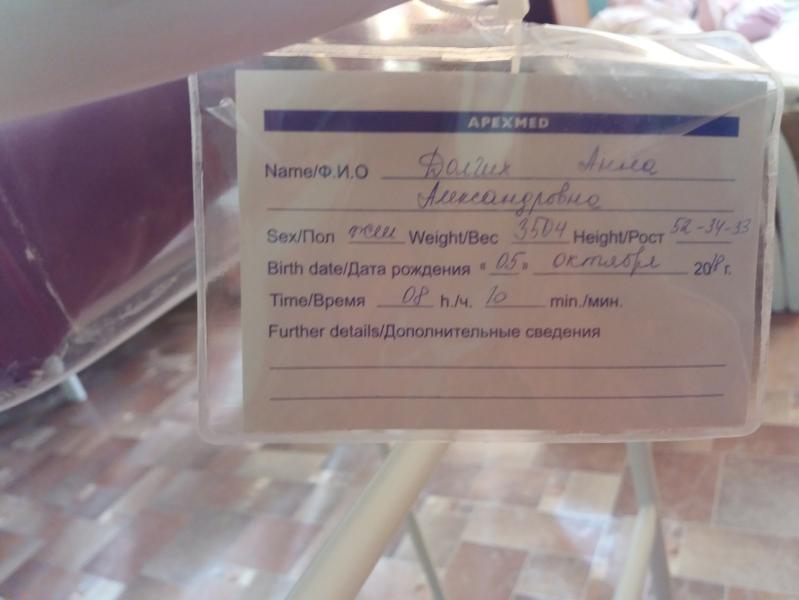 APEXMED
Name/Ф.И.О Долгих Анна
Александровна
Sex/Пол жен Weight/Вес 3504 Height/Рост 52-34-33
Birth date/Дата рождения « 05 » октября 2018 г.
Time/Время 08 h./ч. 10 min./мин.
Further details/Дополнительные сведения